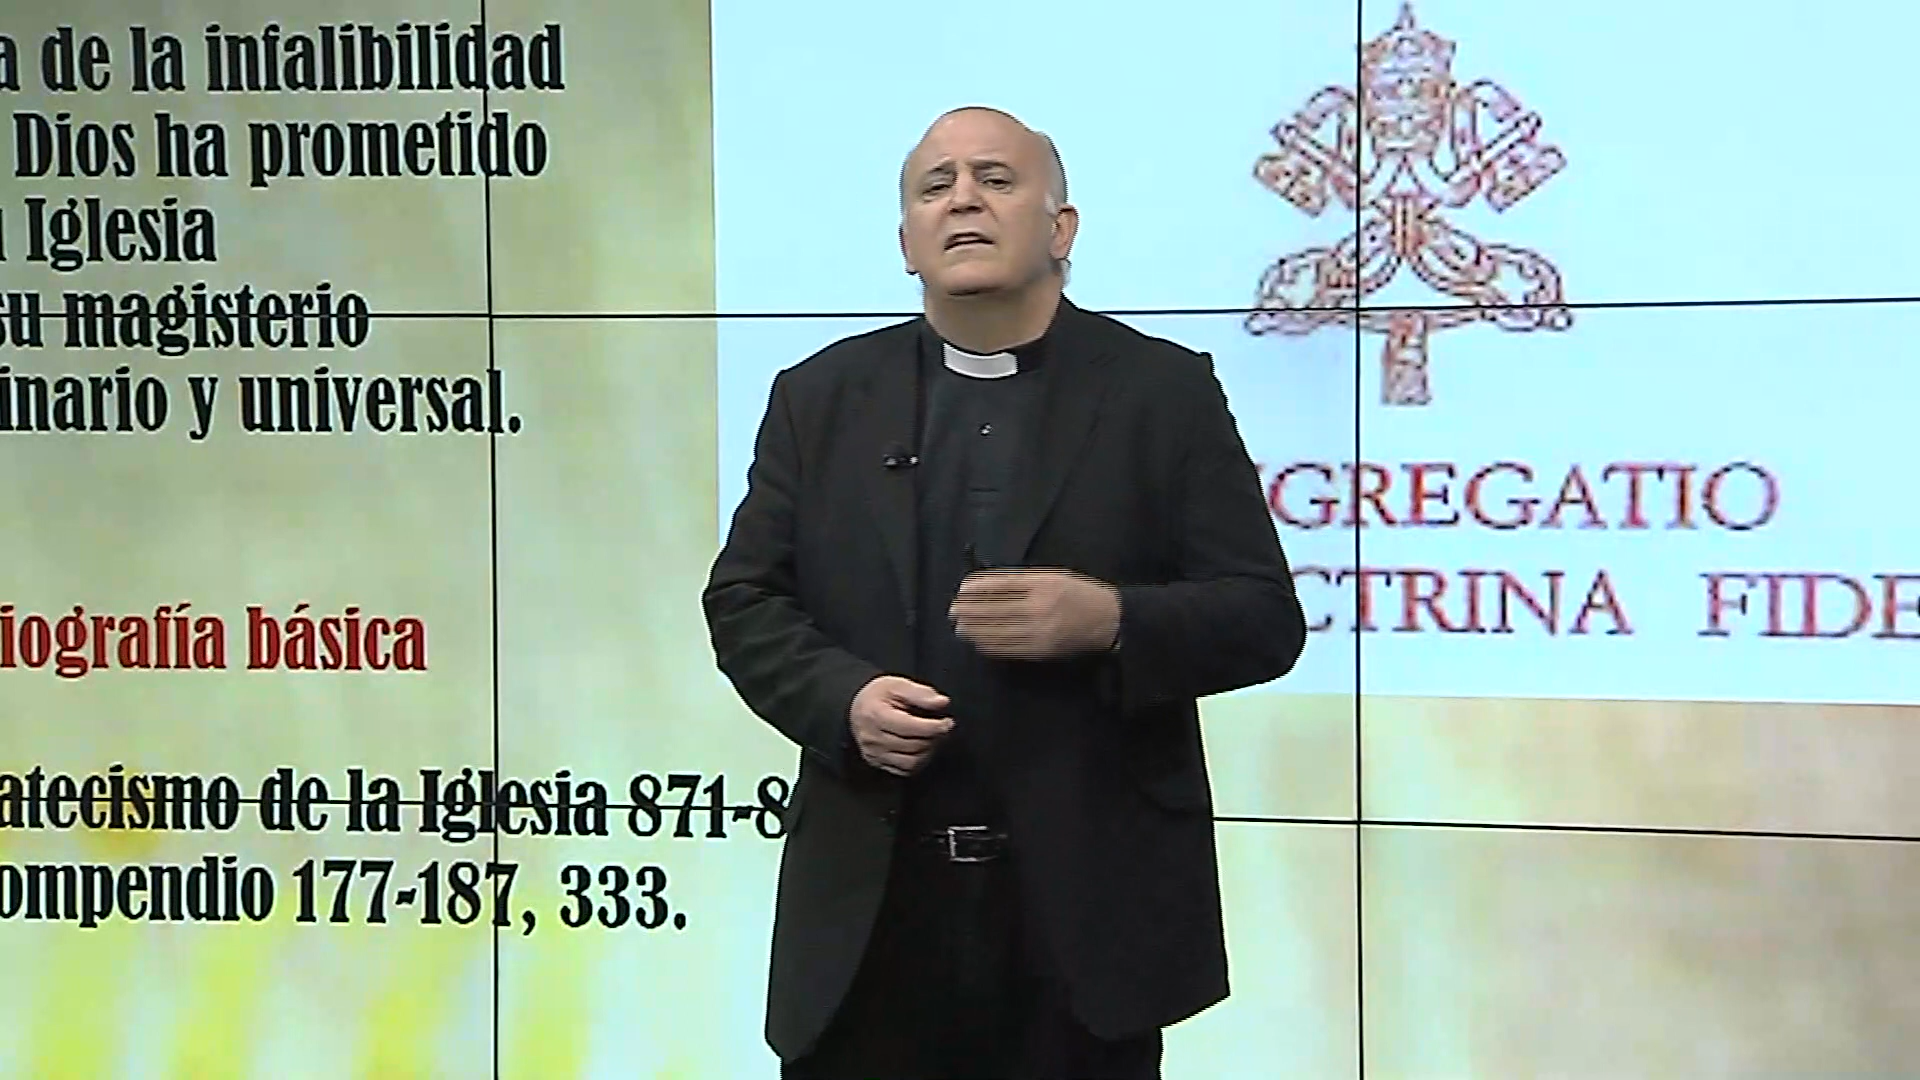 a de la infalibilidad
Dios ha prometido
Iglesia
su magisterio
inario y universal.
iografía básica
atecismo de la Iglesia 871-8
ompendio 177-187, 333.
GREGATIO
CTRINA FIDE